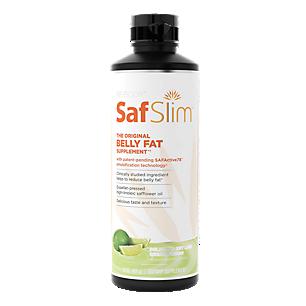 SafSlim
THE ORIGINAL
BELLY FAT
SUPPLEMENT
with patent-pending SAFActive78
emulsification technology
Clinically studied ingredient
helps to reduce belly fat
Expeller-pressed
high-linoleic safflower oil
Delicious taste and texture